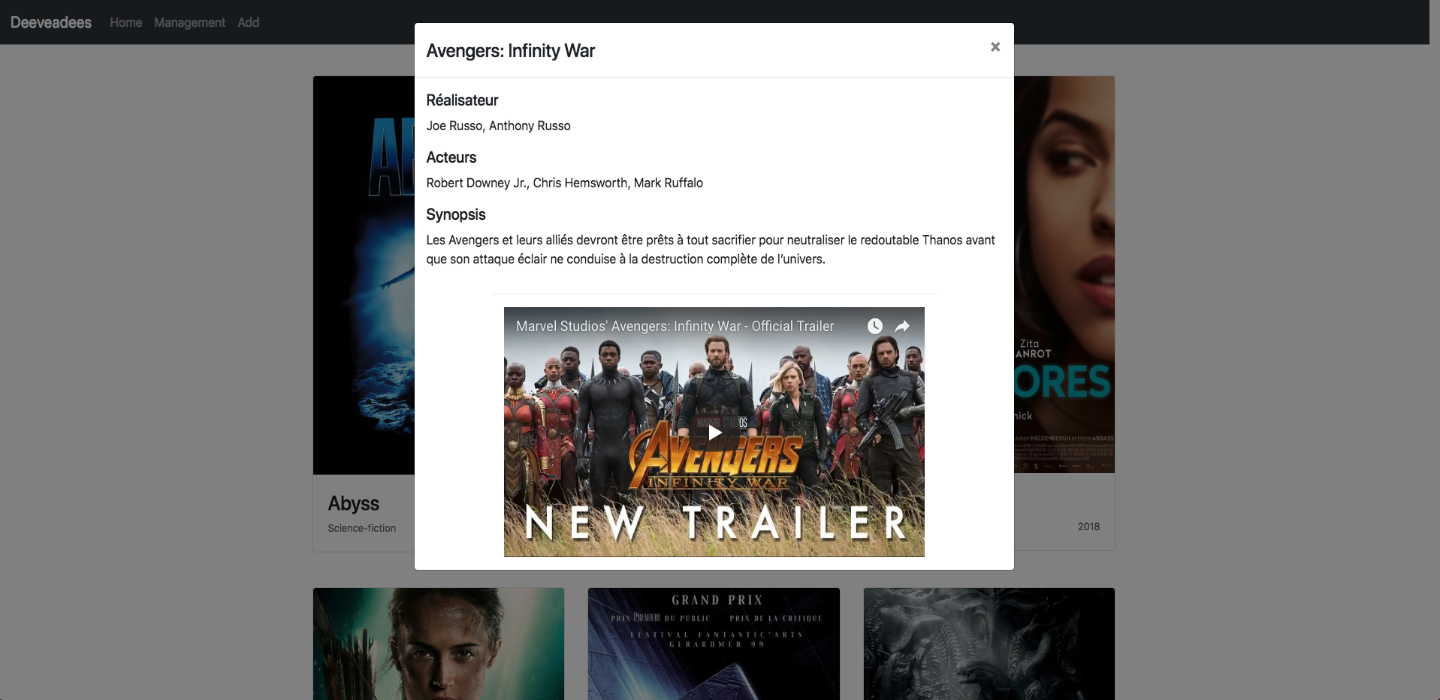 Deeveadees Home Management Add
Avengers: Infinity War
×
Réalisateur
Joe Russo, Anthony Russo
Acteurs
Robert Downey Jr., Chris Hemsworth, Mark Ruffalo
Synopsis
Les Avengers et leurs alliés devront être prêts à tout sacrifier pour neutraliser le redoutable Thanos avant
que son attaque éclair ne conduise à la destruction complète de l'univers.
Marvel Studios' Avengers: Infinity War - Official Trailer
AVENGERS
INFINITY WAR
NEW TRAILER
AB
Abyss
Science-fiction
Zita
ANROT
ORES
nick
2018
GRAND PRIX
PRIX PREMIÈRE DU PUBLIC PRIX DE LA CRITIQUE
FESTIVAL FANTASTIC'ARTS
GERARDMER 99